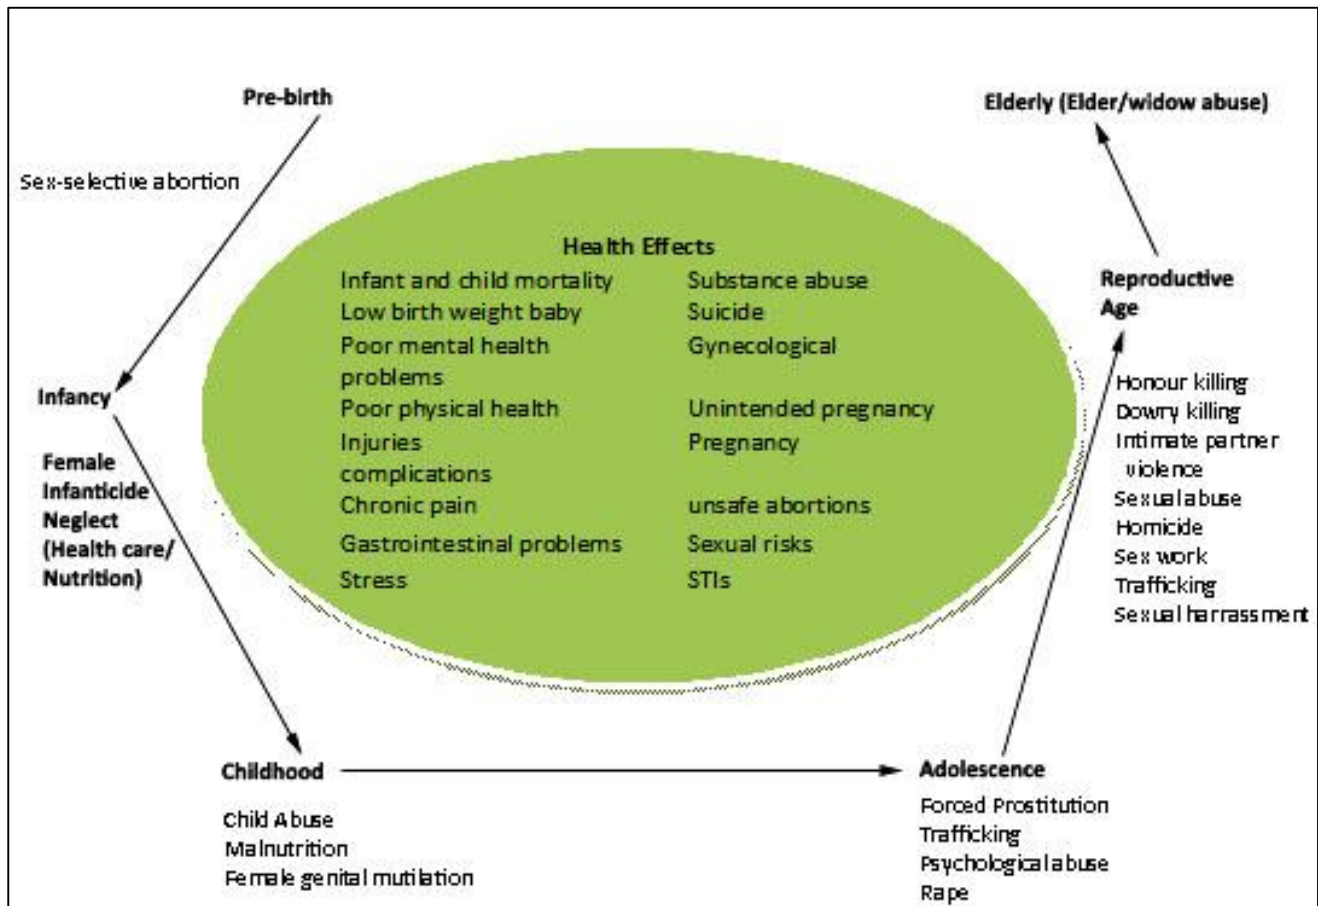 Pre-birth
Elderly (Elder/widow abuse)
Sex-selective abortion
Health Effects
Infant and child mortality Substance abuse
Low birth weight baby Suicide
Poor mental health Gynecological
problems
Poor physical health Unintended pregnancy
Injuries Pregnancy
complications
Chronic pain unsafe abortions
Gastrointestinal problems Sexual risks
Stress STIs
Reproductive
Age
Honour killing
Dowry killing
Intimate partner
violence
Sexual abuse
Homicide
Sex work
Trafficking
Sexual harrassment
Infancy
Female
Infanticide
Neglect
(Health care/
Nutrition)
Childhood
Child Abuse
Malnutrition
Female genital mutilation
Adolescence
Forced Prostitution
Trafficking
Psychological abuse
Rape